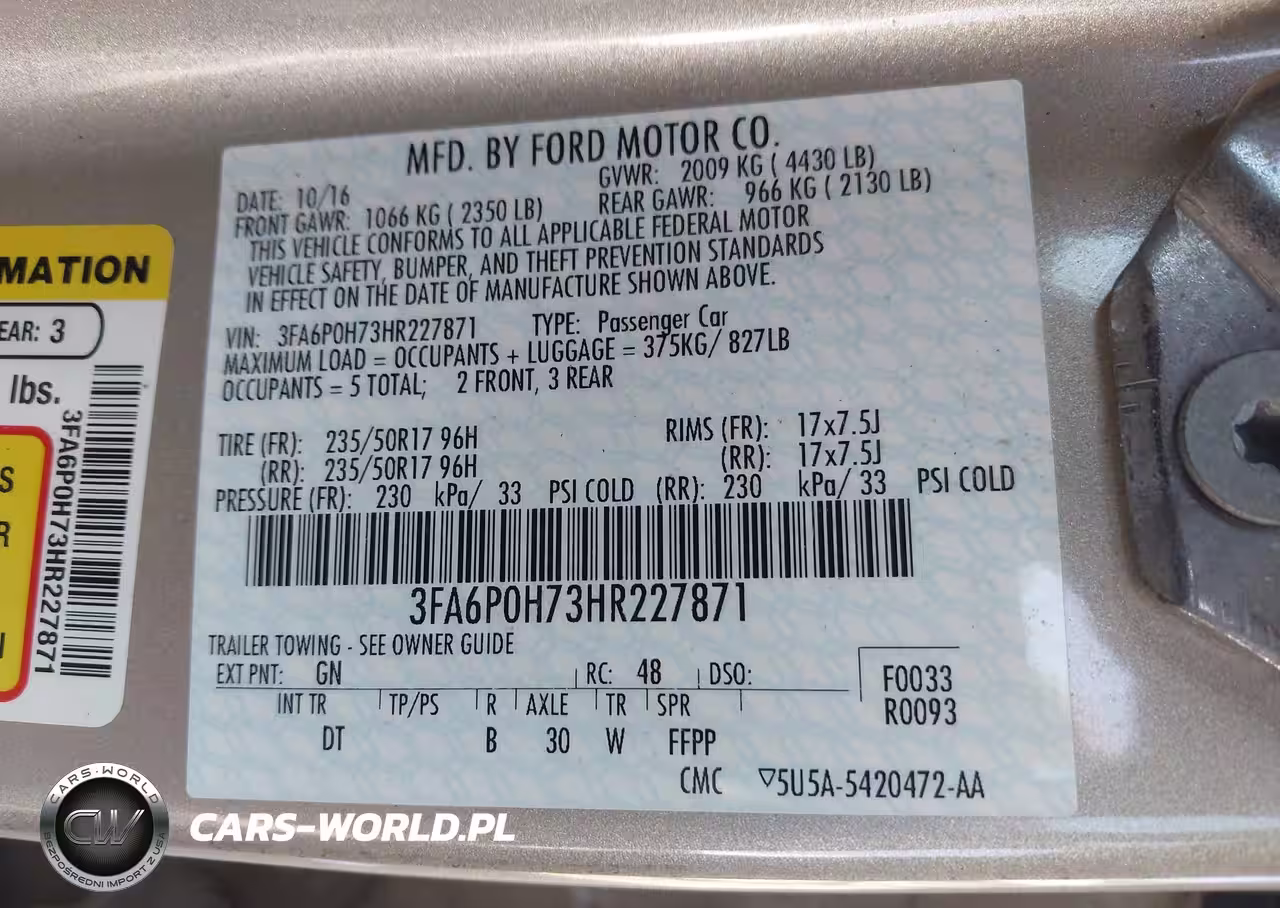 MFD. BY FORD MOTOR CO.
DATE: 10/16
GVWR: 2009 KG ( 4430 LB)
FRONT GAWR: 1066 KG ( 2350 LB)
REAR GAWR: 966 KG ( 2130 LB)
THIS VEHICLE CONFORMS TO ALL APPLICABLE FEDERAL MOTOR
VEHICLE SAFETY, BUMPER, AND THEFT PREVENTION STANDARDS
IN EFFECT ON THE DATE OF MANUFACTURE SHOWN ABOVE.
VIN: 3FA6P0H73HR227871 TYPE: Passenger Car
MAXIMUM LOAD = OCCUPANTS + LUGGAGE = 375KG/ 827LB
OCCUPANTS = 5 TOTAL; 2 FRONT, 3 REAR
TIRE (FR): 235/50R17 96H RIMS (FR): 17x7.5J
(RR): 235/50R17 96H (RR): 17x7.5J
PRESSURE (FR): 230 kPa/ 33 PSI COLD (RR): 230 kPa/ 33 PSI COLD
3FA6P0H73HR227871
TRAILER TOWING - SEE OWNER GUIDE
EXT PNT: GN RC: 48 DSO:
F0033
R0093
INT TR TP/PS R AXLE TR SPR
DT B 30 W FFPP
CMC ▽5U5A-5420472-AA
MATION
EAR: 3
lbs.
3FA6P0H73HR227871
S
R
CARS-WORLD
CW
BEZPOŚREDNI IMPORT Z USA
CARS-WORLD.PL